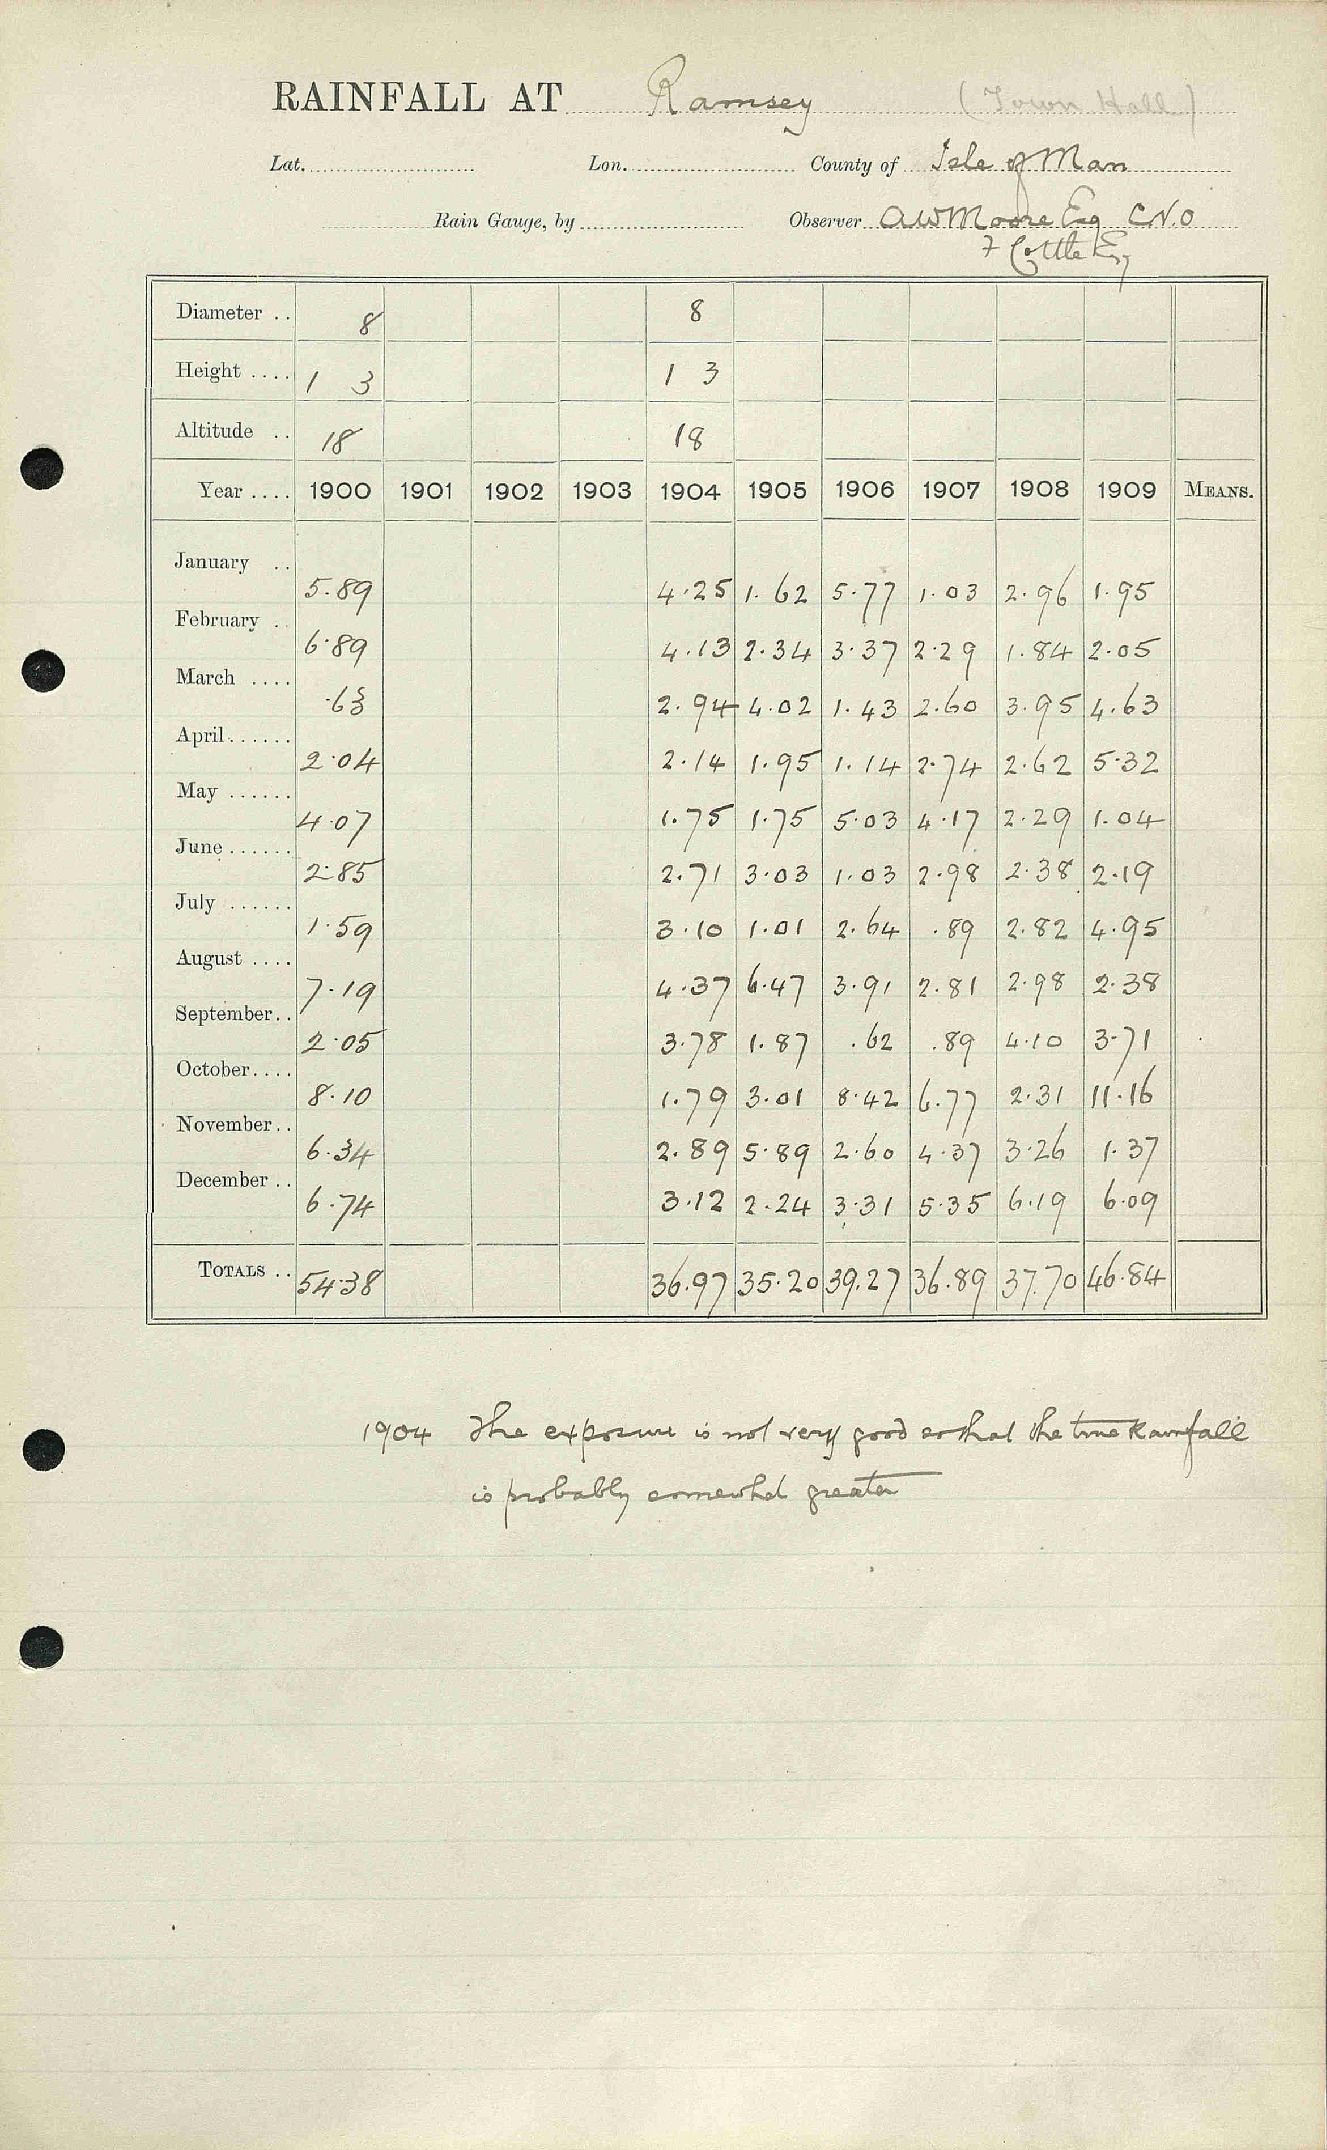 RAINFALL AT Ramsey (Town Hall)
Lat. Lon. County of Isle of Man
Rain Gauge, by Observer A W Moore Esq C.V.O
Cottle Esq
Diameter .. 8 8
Height .... 1 3 1 3
Altitude .. 18 18
Year .... 1900 1901 1902 1903 1904 1905 1906 1907 1908 1909 MEANS.
January .. 5.89 4.25 1.62 5.77 1.03 2.96 1.95
February .. 6.89 4.13 2.34 3.37 2.29 1.84 2.05
March .... .63 2.94 4.02 1.43 2.60 3.95 4.63
April ...... 2.04 2.14 1.95 1.14 2.74 2.62 5.32
May ...... 4.07 1.75 1.75 5.03 4.17 2.29 1.04
June ...... 2.85 2.71 3.03 1.03 2.98 2.38 2.19
July ...... 1.59 3.10 1.01 2.64 .89 2.82 4.95
August .... 7.19 4.37 6.47 3.91 2.81 2.98 2.38
September.. 2.05 3.78 1.87 .62 .89 4.10 3.71
October.... 8.10 1.79 3.01 8.42 6.77 2.31 11.16
November.. 6.34 2.89 5.89 2.60 4.37 3.26 1.37
December .. 6.74 3.12 2.24 3.31 5.35 6.19 6.09
TOTALS .. 54.38 36.97 35.20 39.27 36.89 37.70 46.84
1904 The exposure is not very good so that the true Rainfall
is probably somewhat greater